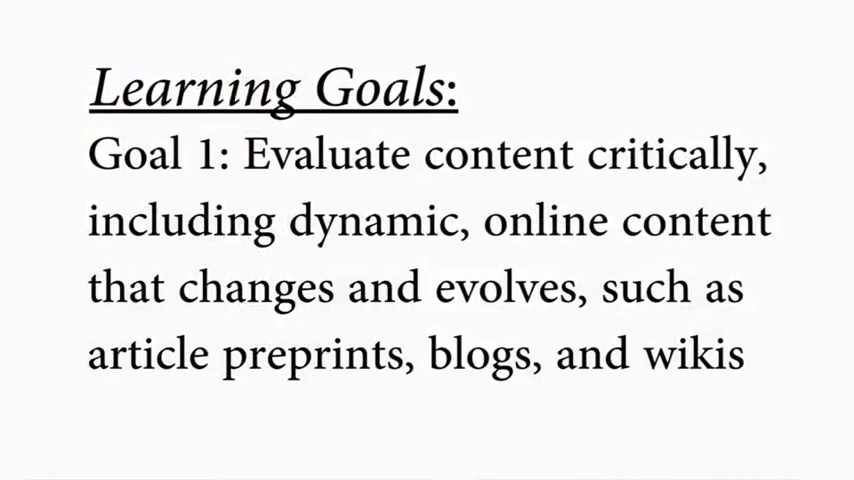 Learning Goals:
Goal 1: Evaluate content critically,
including dynamic, online content
that changes and evolves, such as
article preprints, blogs, and wikis